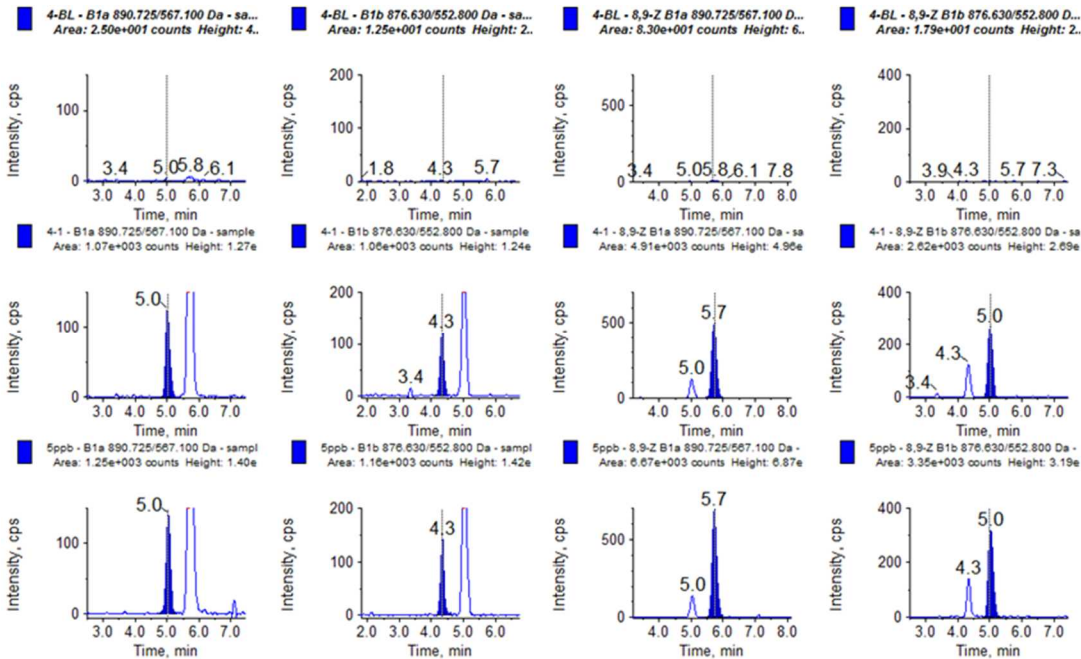 4-BL - B1a 890.725/567.100 Da - sa...
Area: 2.50e+001 counts Height: 4..
4-BL - B1b 876.630/552.800 Da - sa...
Area: 1.25e+001 counts Height: 2..
4-BL - 8,9-Z B1a 890.725/567.100 D...
Area: 8.30e+001 counts Height: 6..
4-BL - 8,9-Z B1b 876.630/552.800 D...
Area: 1.79e+001 counts Height: 2..
Intensity, cps
100
0
3.4 5.0 5.8 6.1
3.0 4.0 5.0 6.0 7.0
Time, min
Intensity, cps
200
100
0
1.8 4.3 5.7
2.0 3.0 4.0 5.0 6.0
Time, min
Intensity, cps
500
0
3.4 5.0 5.8 6.1 7.8
4.0 5.0 6.0 7.0 8.0
Time, min
Intensity, cps
400
200
0
3.9 4.3 5.7 7.3
3.0 4.0 5.0 6.0 7.0
Time, min
4-1 - B1a 890.725/567.100 Da - sample
Area: 1.07e+003 counts Height: 1.27e
4-1 - B1b 876.630/552.800 Da - sample
Area: 1.06e+003 counts Height: 1.24e
4-1 - 8,9-Z B1a 890.725/567.100 Da - sa
Area: 4.91e+003 counts Height: 4.96e
4-1 - 8,9-Z B1b 876.630/552.800 Da - sa
Area: 2.62e+003 counts Height: 2.69e
Intensity, cps
100
0
5.0
3.0 4.0 5.0 6.0 7.0
Time, min
Intensity, cps
200
100
0
3.4 4.3
2.0 3.0 4.0 5.0 6.0
Time, min
Intensity, cps
500
0
5.0 5.7
4.0 5.0 6.0 7.0 8.0
Time, min
Intensity, cps
400
200
0
3.4 4.3 5.0
3.0 4.0 5.0 6.0 7.0
Time, min
5ppb - B1a 890.725/567.100 Da - sampl
Area: 1.25e+003 counts Height: 1.40e
5ppb - B1b 876.630/552.800 Da - sampl
Area: 1.16e+003 counts Height: 1.42e
5ppb - 8,9-Z B1a 890.725/567.100 Da -
Area: 6.67e+003 counts Height: 6.87e
5ppb - 8,9-Z B1b 876.630/552.800 Da -
Area: 3.35e+003 counts Height: 3.19e
Intensity, cps
100
0
5.0
3.0 4.0 5.0 6.0 7.0
Time, min
Intensity, cps
200
100
0
4.3
2.0 3.0 4.0 5.0 6.0
Time, min
Intensity, cps
500
0
5.0 5.7
4.0 5.0 6.0 7.0 8.0
Time, min
Intensity, cps
400
200
0
4.3 5.0
3.0 4.0 5.0 6.0 7.0
Time, min